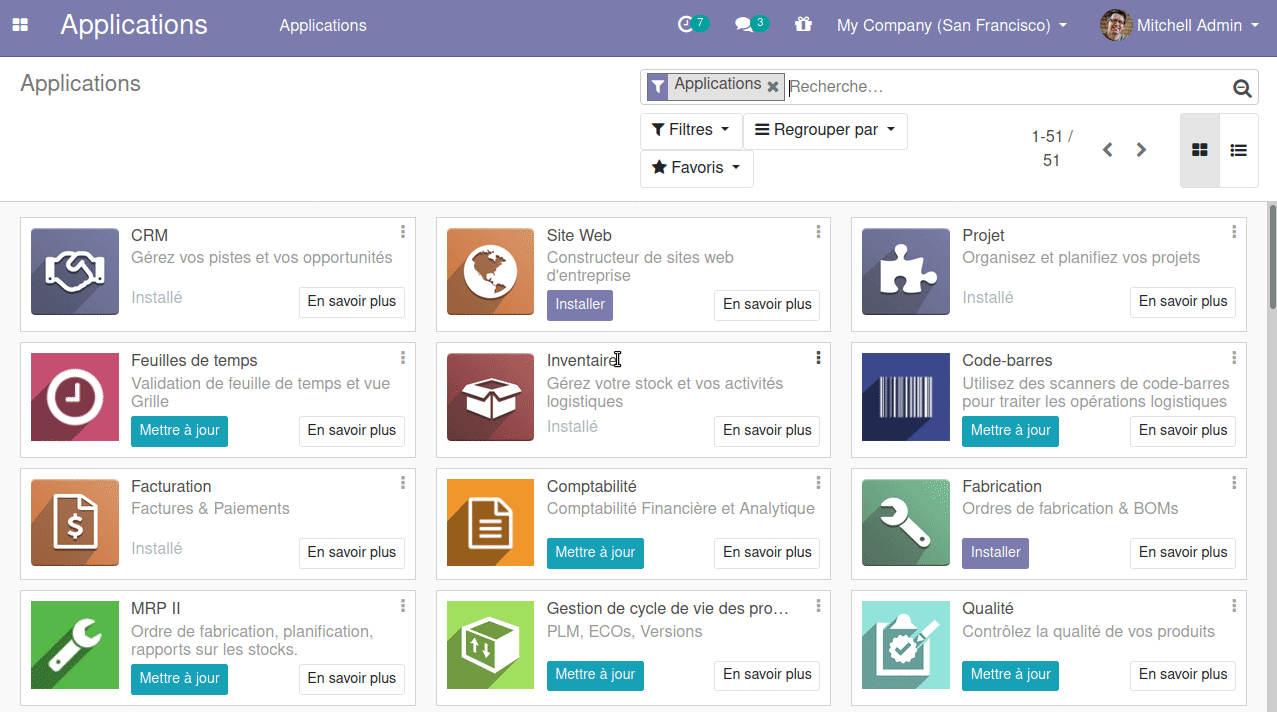 Applications
Applications
7
3
My Company (San Francisco)
Mitchell Admin
Applications
Applications
Recherche...
Filtres
Regrouper par
Favoris
1-51 /
51
CRM
Gérez vos pistes et vos opportunités
Installé
En savoir plus
Site Web
Constructeur de sites web
d'entreprise
Installer
En savoir plus
Projet
Organisez et planifiez vos projets
Installé
En savoir plus
Feuilles de temps
Validation de feuille de temps et vue
Grille
Mettre à jour
En savoir plus
Inventaire
Gérez votre stock et vos activités
logistiques
Installé
En savoir plus
Code-barres
Utilisez des scanners de code-barres
pour traiter les opérations logistiques
Mettre à jour
En savoir plus
Facturation
Factures & Paiements
Installé
En savoir plus
Comptabilité
Comptabilité Financière et Analytique
Mettre à jour
En savoir plus
Fabrication
Ordres de fabrication & BOMs
Installer
En savoir plus
MRP II
Ordre de fabrication, planification,
rapports sur les stocks.
Mettre à jour
En savoir plus
Gestion de cycle de vie des pro...
PLM, ECOs, Versions
Mettre à jour
En savoir plus
Qualité
Contrôlez la qualité de vos produits
Mettre à jour
En savoir plus